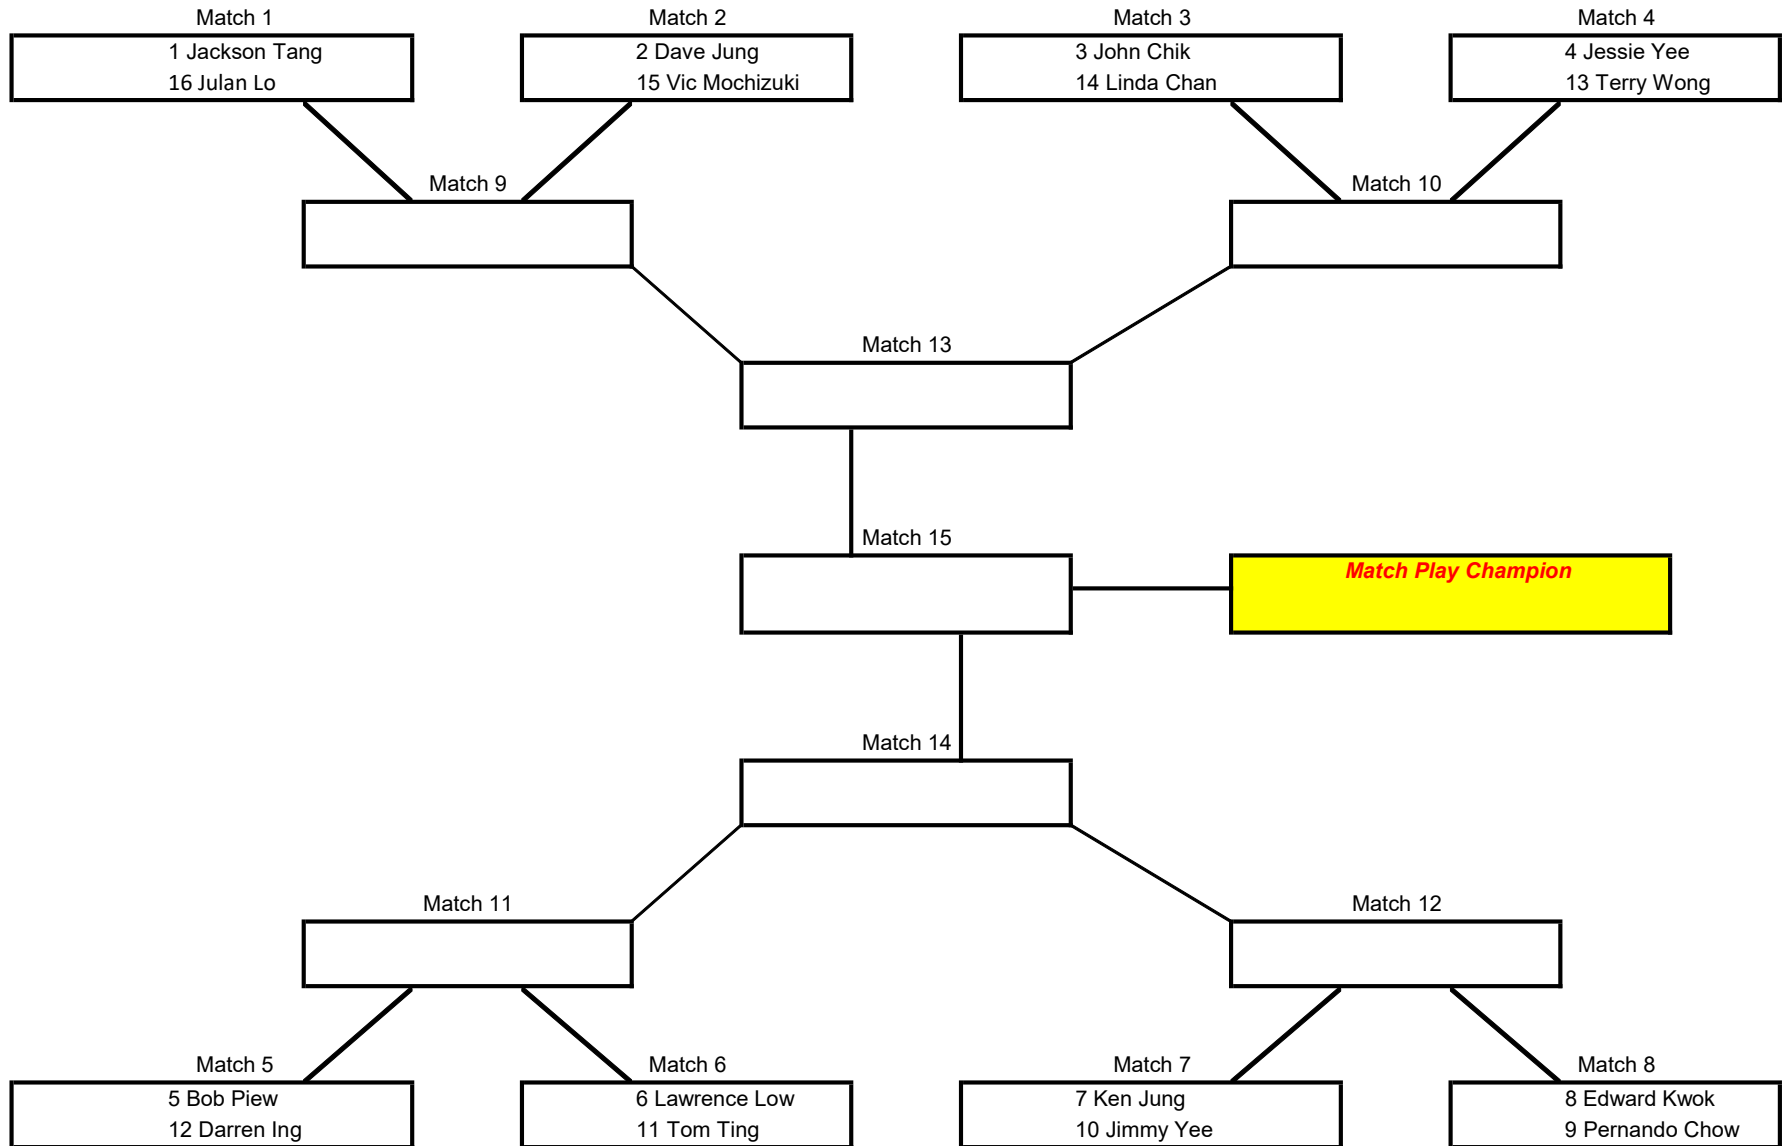 Match 1
Match 2
Match 3
Match 4
1 Jackson Tang
16 Julan Lo
2 Dave Jung
15 Vic Mochizuki
3 John Chik
14 Linda Chan
4 Jessie Yee
13 Terry Wong
Match 9
Match 10
Match 13
Match 15
Match Play Champion
Match 14
Match 11
Match 12
Match 5
Match 6
Match 7
Match 8
5 Bob Piew
12 Darren Ing
6 Lawrence Low
11 Tom Ting
7 Ken Jung
10 Jimmy Yee
8 Edward Kwok
9 Pernando Chow